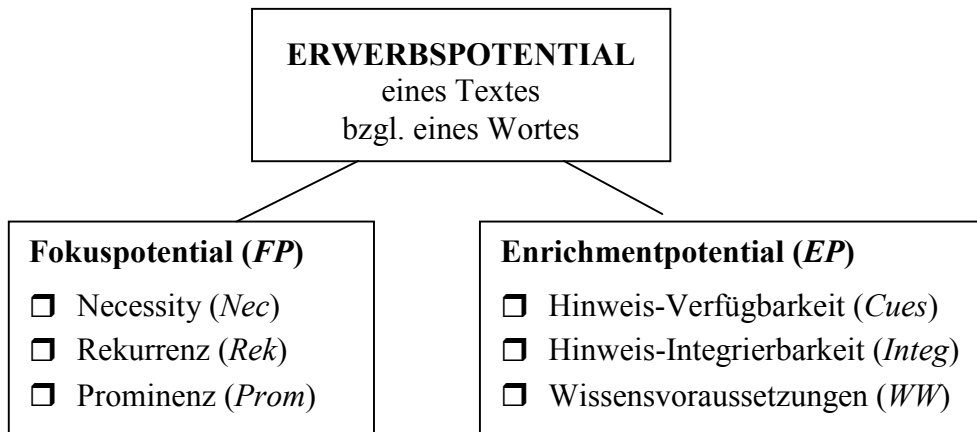 ERWERBSPOTENTIAL
eines Textes
bzgl. eines Wortes
Fokuspotential (FP)
❒ Necessity (Nec)
❒ Rekurrenz (Rek)
❒ Prominenz (Prom)
Enrichmentpotential (EP)
❒ Hinweis-Verfügbarkeit (Cues)
❒ Hinweis-Integrierbarkeit (Integ)
❒ Wissensvoraussetzungen (WW)